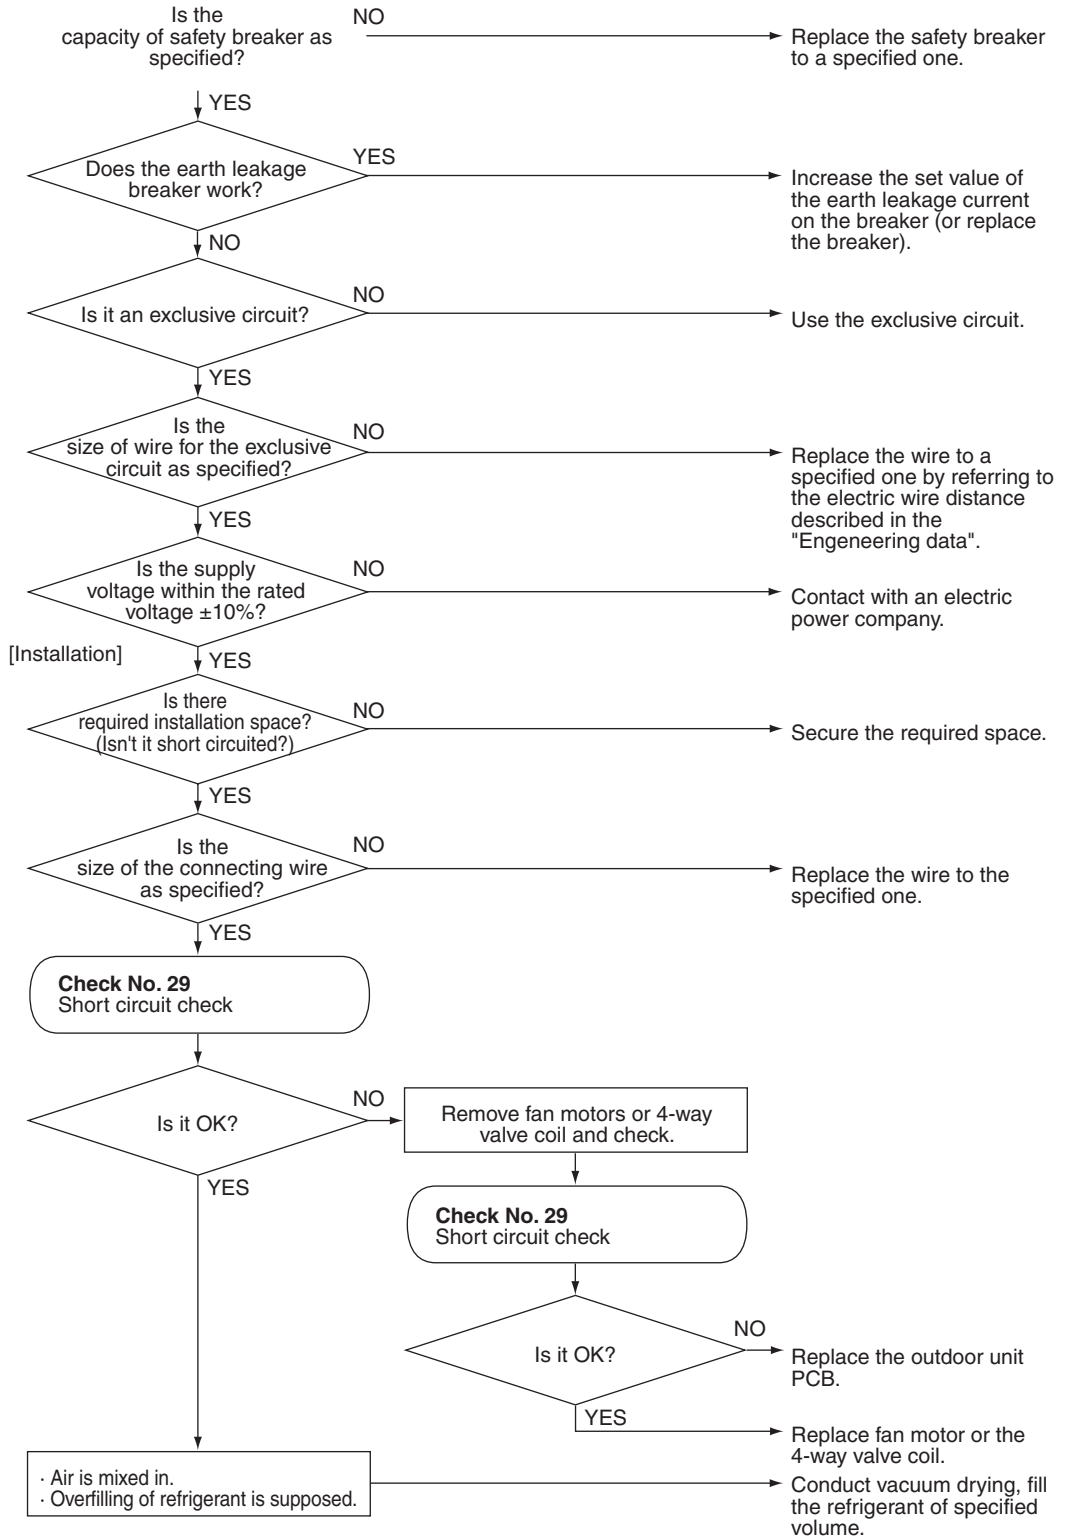 Is the
capacity of safety breaker as
specified?
NO
Replace the safety breaker
to a specified one.
YES
Does the earth leakage
breaker work?
YES
Increase the set value of
the earth leakage current
on the breaker (or replace
the breaker).
NO
Is it an exclusive circuit?
NO
Use the exclusive circuit.
YES
Is the
size of wire for the exclusive
circuit as specified?
NO
Replace the wire to a
specified one by referring to
the electric wire distance
described in the
"Engeneering data".
YES
Is the supply
voltage within the rated
voltage ±10%?
NO
Contact with an electric
power company.
[Installation]
YES
Is there
required installation space?
(Isn't it short circuited?)
NO
Secure the required space.
YES
Is the
size of the connecting wire
as specified?
NO
Replace the wire to the
specified one.
YES
Check No. 29
Short circuit check
Is it OK?
NO
Remove fan motors or 4-way
valve coil and check.
YES
Check No. 29
Short circuit check
Is it OK?
NO
Replace the outdoor unit
PCB.
YES
Replace fan motor or the
4-way valve coil.
· Air is mixed in.
· Overfilling of refrigerant is supposed.
Conduct vacuum drying, fill
the refrigerant of specified
volume.